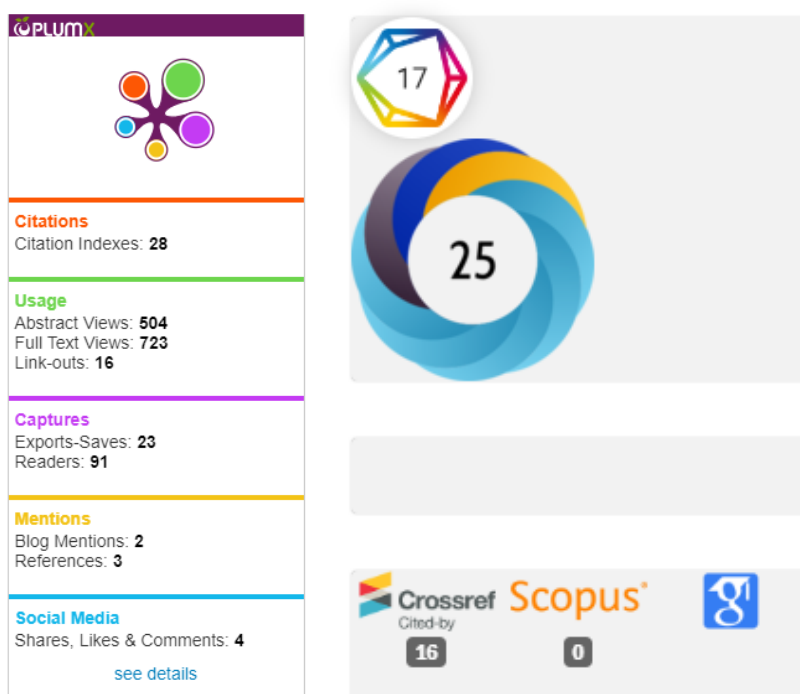 PLUMX
Citations
Citation Indexes: 28
Usage
Abstract Views: 504
Full Text Views: 723
Link-outs: 16
Captures
Exports-Saves: 23
Readers: 91
Mentions
Blog Mentions: 2
References: 3
Social Media
Shares, Likes & Comments: 4
see details
17
25
Crossref
Cited-by
16
Scopus®
0
g